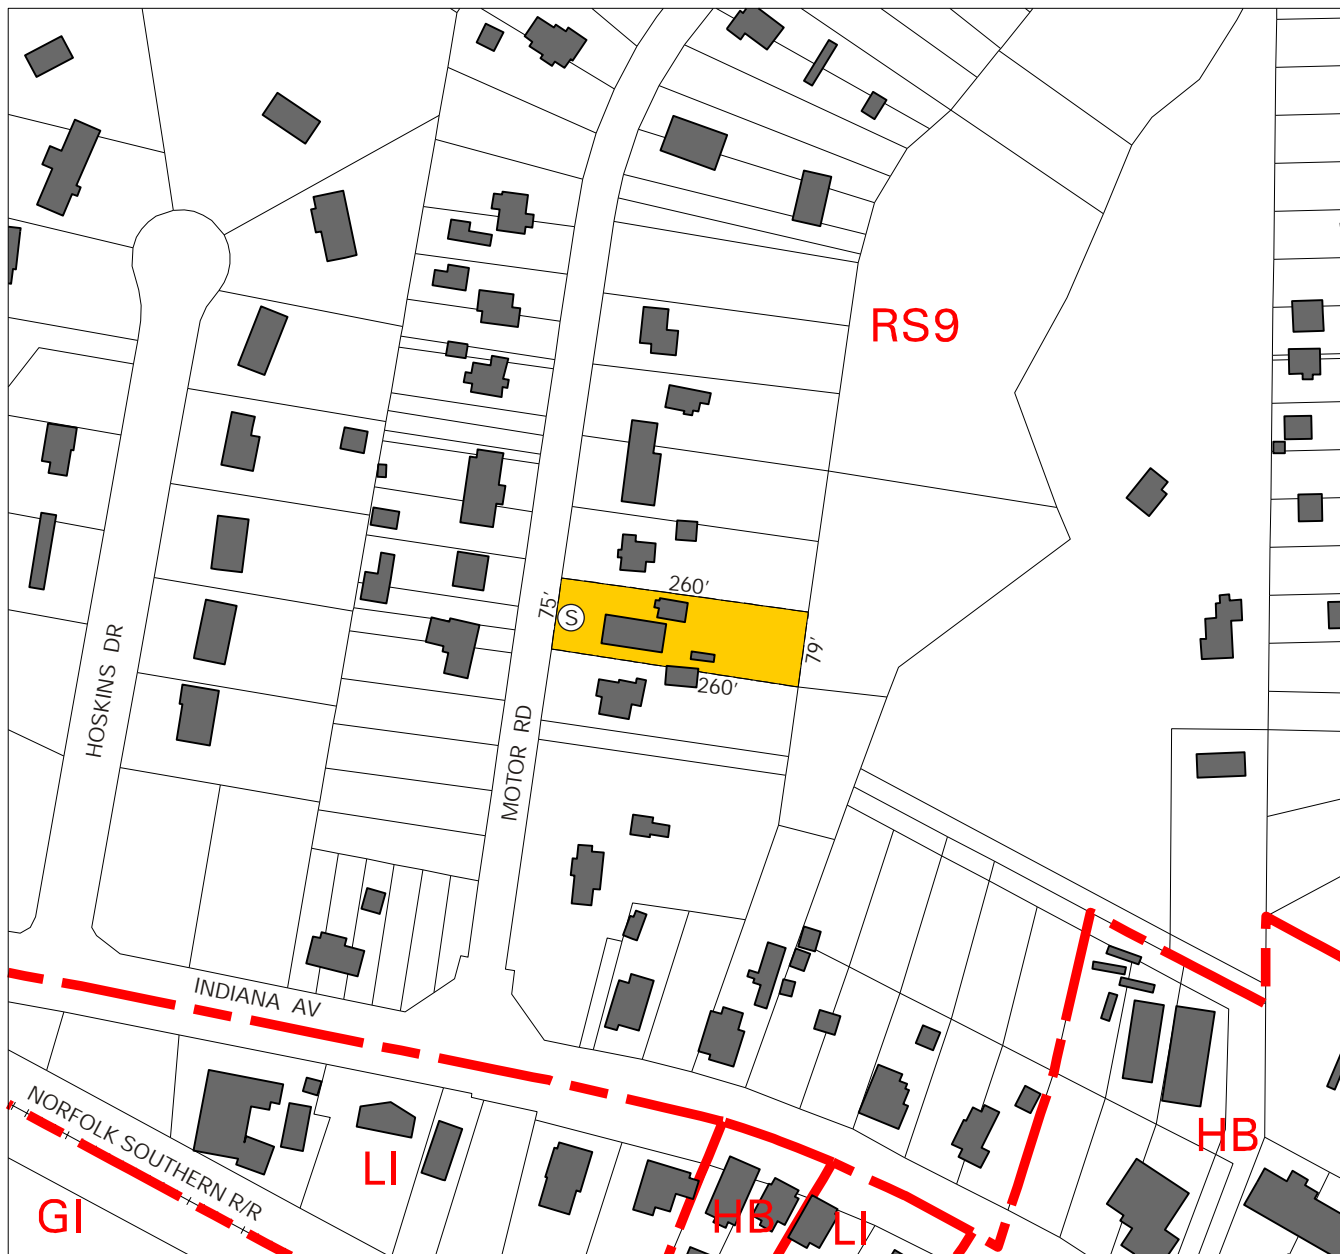 RS9
260'
75'
S
79'
260'
HOSKINS DR
MOTOR RD
INDIANA AV
NORFOLK SOUTHERN R/R
HB
LI
GI
HB
LI